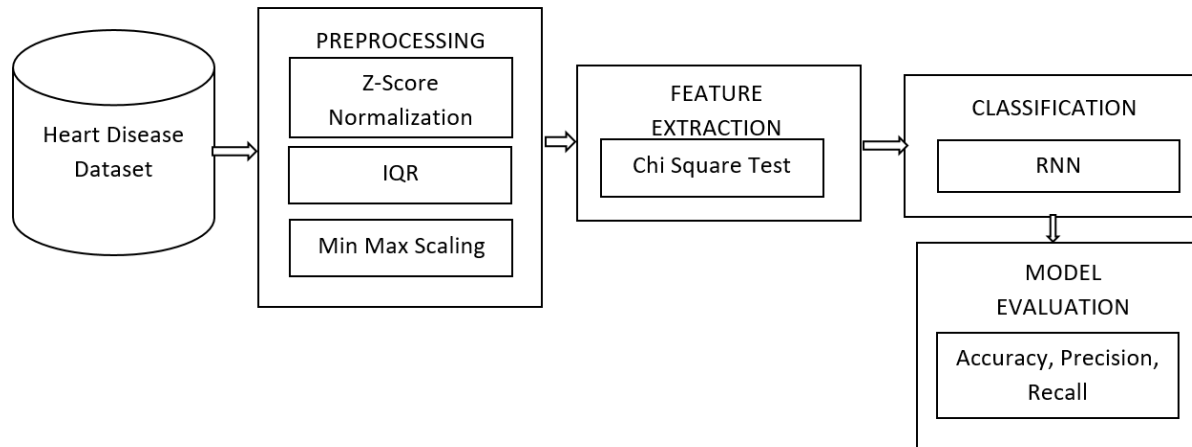 Heart Disease
Dataset
PREPROCESSING
Z-Score
Normalization
IQR
Min Max Scaling
FEATURE
EXTRACTION
Chi Square Test
CLASSIFICATION
RNN
MODEL
EVALUATION
Accuracy, Precision,
Recall